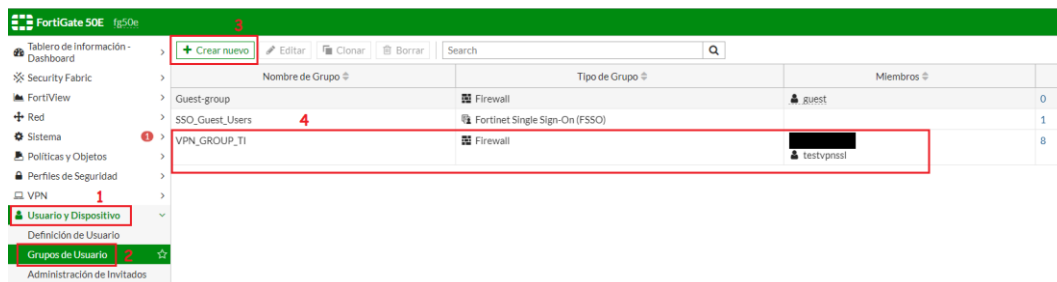 FortiGate 50E fg50e
3
Tablero de información -
Dashboard
Security Fabric
FortiView
Red
Sistema 1
Políticas y Objetos
Perfiles de Seguridad
VPN
1
Usuario y Dispositivo
Definición de Usuario
Grupos de Usuario 2
Administración de Invitados
+ Crear nuevo Editar Clonar Borrar Search
Nombre de Grupo Tipo de Grupo Miembros
Guest-group Firewall guest 0
SSO_Guest_Users 4 Fortinet Single Sign-On (FSSO) 1
VPN_GROUP_TI Firewall 8
testvpnssl